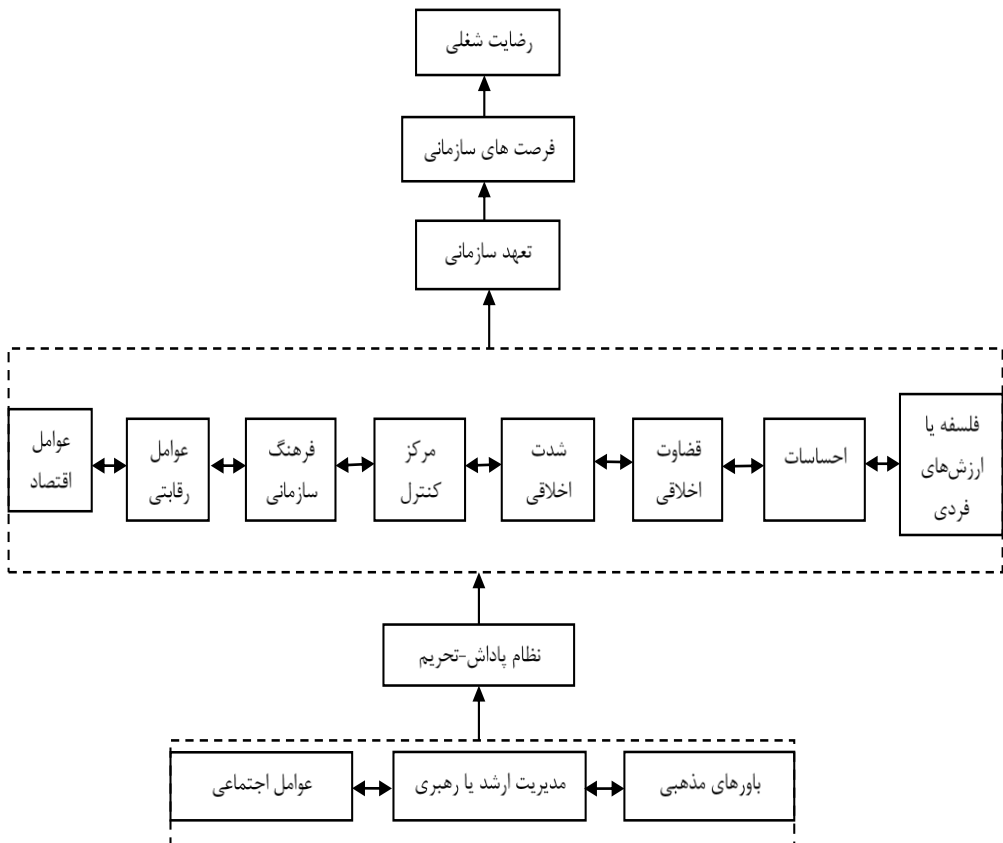 رضایت شغلی
فرصت های سازمانی
تعهد سازمانی
فلسفه یا
ارزش‌های
فردی
احساسات
قضاوت
اخلاقی
شدت
اخلاقی
مرکز
کنترل
فرهنگ
سازمانی
عوامل
رقابتی
عوامل
اقتصاد
نظام پاداش-تحریم
باورهای مذهبی
مدیریت ارشد یا رهبری
عوامل اجتماعی